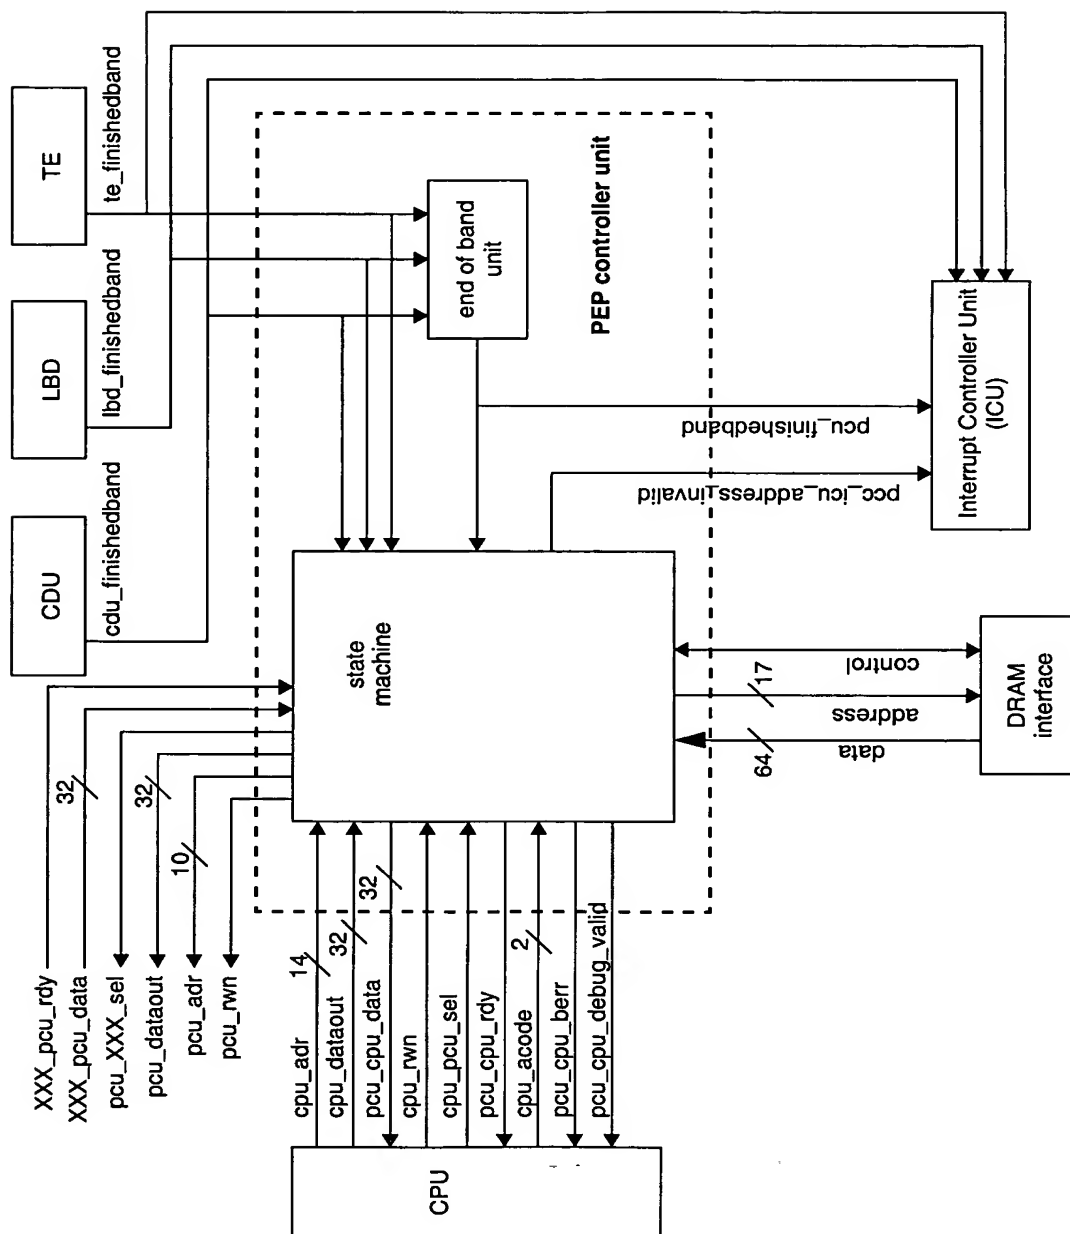 TE
te_finishedband
LBD
lbd_finishedband
CDU
cdu_finishedband
end of band
unit
PEP controller unit
XXX_pcu_rdy
XXX_pcu_data
32
pcu_XXX_sel
pcu_dataout
32
pcu_adr
10
pcu_rwn
state
machine
pcu_finishedband
pcc_icu_address_invalid
Interrupt Controller Unit
(ICU)
cpu_adr
14
cpu_dataout
32
pcu_cpu_data
32
cpu_rwn
cpu_pcu_sel
pcu_cpu_rdy
cpu_acode
2
pcu_cpu_berr
pcu_cpu_debug_valid
CPU
control
17
address
64
data
DRAM
interface